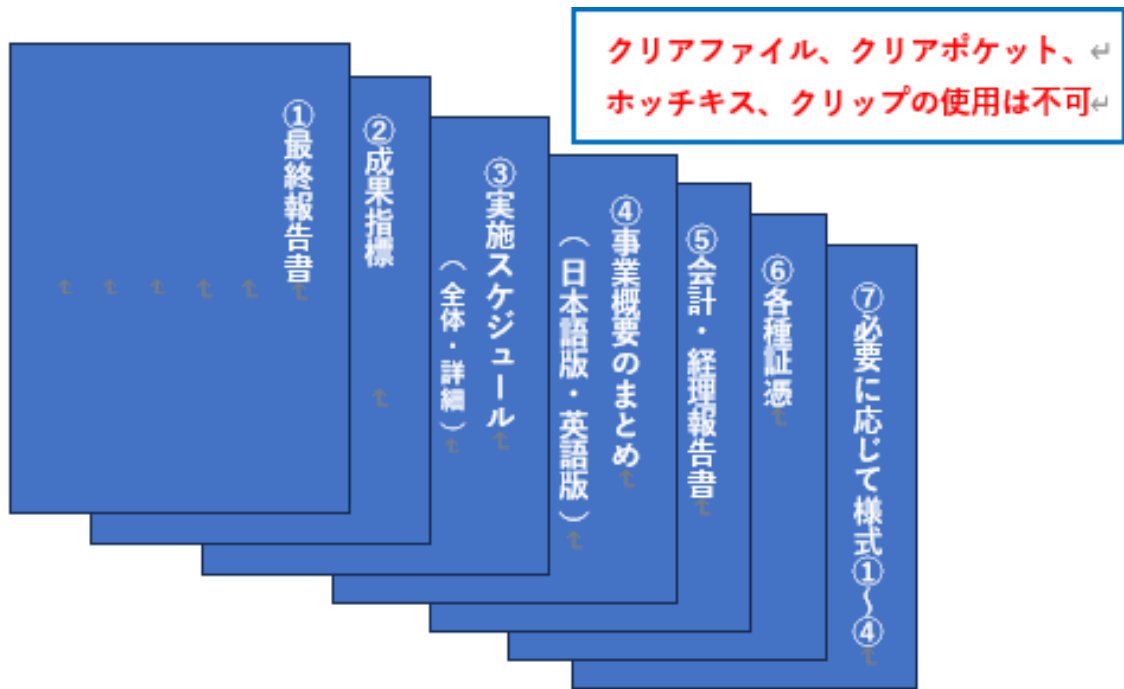 クリアファイル、クリアポケット、
ホッチキス、クリップの使用は不可
①最終報告書
②成果指標
③実施スケジュール
（全体・詳細）
④事業概要のまとめ
（日本語版・英語版）
⑤会計・経理報告書
⑥各種証憑
⑦必要に応じて様式①～④